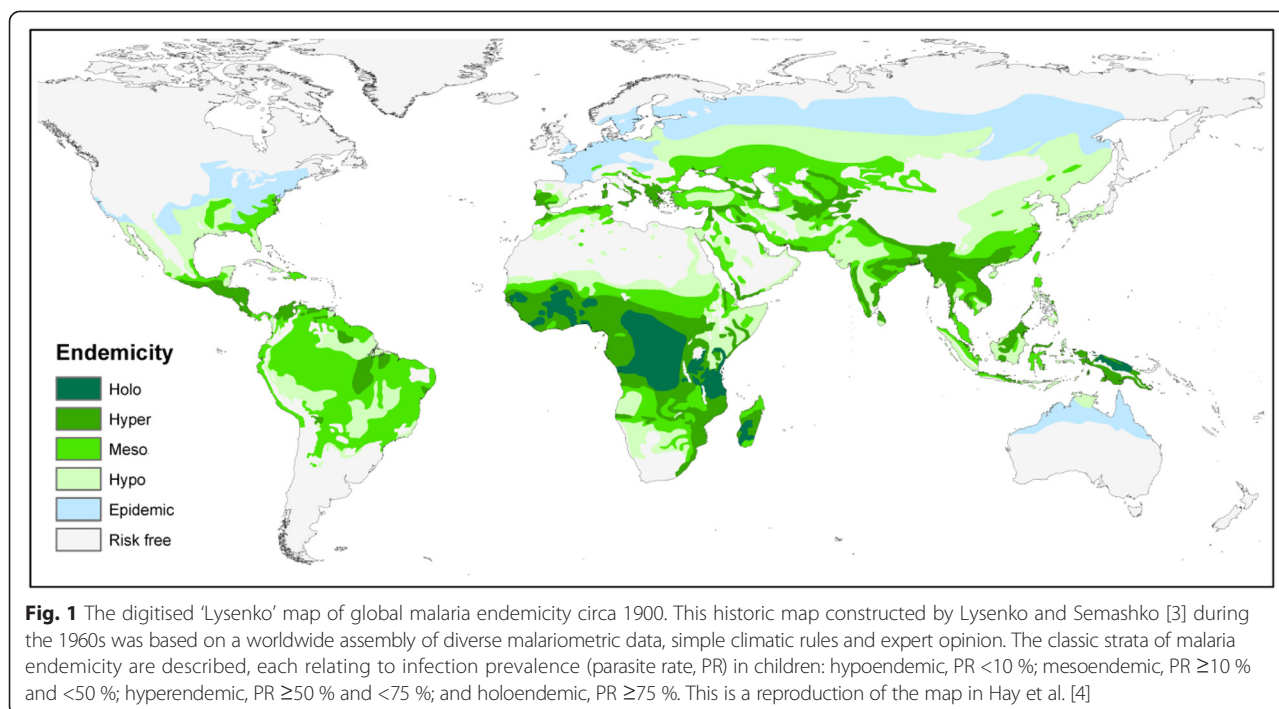 Endemicity
Holo
Hyper
Meso
Hypo
Epidemic
Risk free
Fig. 1 The digitised ‘Lysenko’ map of global malaria endemicity circa 1900. This historic map constructed by Lysenko and Semashko [3] during
the 1960s was based on a worldwide assembly of diverse malariometric data, simple climatic rules and expert opinion. The classic strata of malaria
endemicity are described, each relating to infection prevalence (parasite rate, PR) in children: hypoendemic, PR <10 %; mesoendemic, PR ≥10 %
and <50 %; hyperendemic, PR ≥50 % and <75 %; and holoendemic, PR ≥75 %. This is a reproduction of the map in Hay et al. [4]